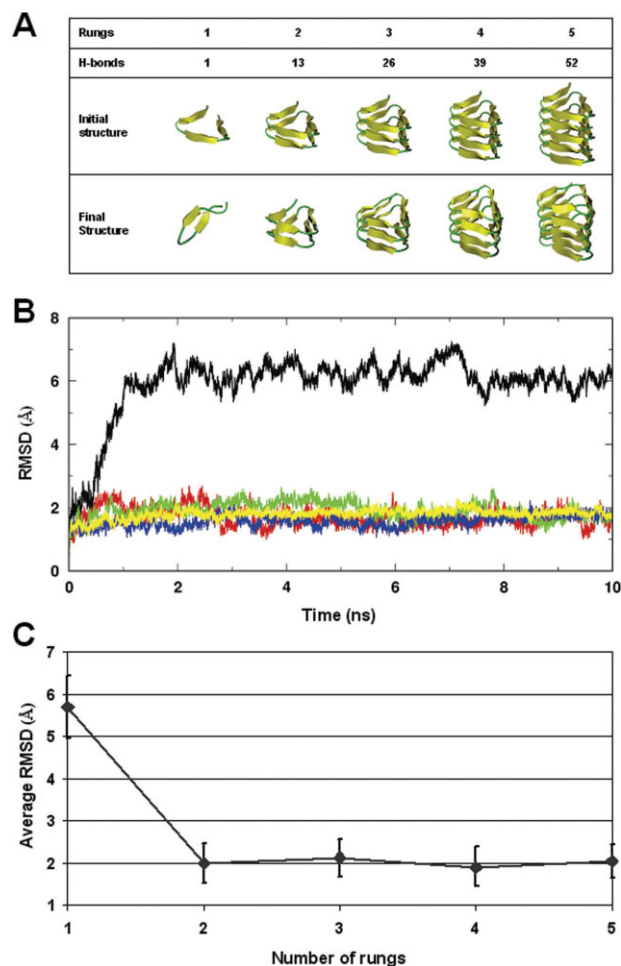 A
Rungs 1 2 3 4 5
H-bonds 1 13 26 39 52
Initial
structure
Final
Structure
B
8
6
4
2
0
RMSD (Å)
0 2 4 6 8 10
Time (ns)
C
7
6
5
4
3
2
1
Average RMSD (Å)
1 2 3 4 5
Number of rungs